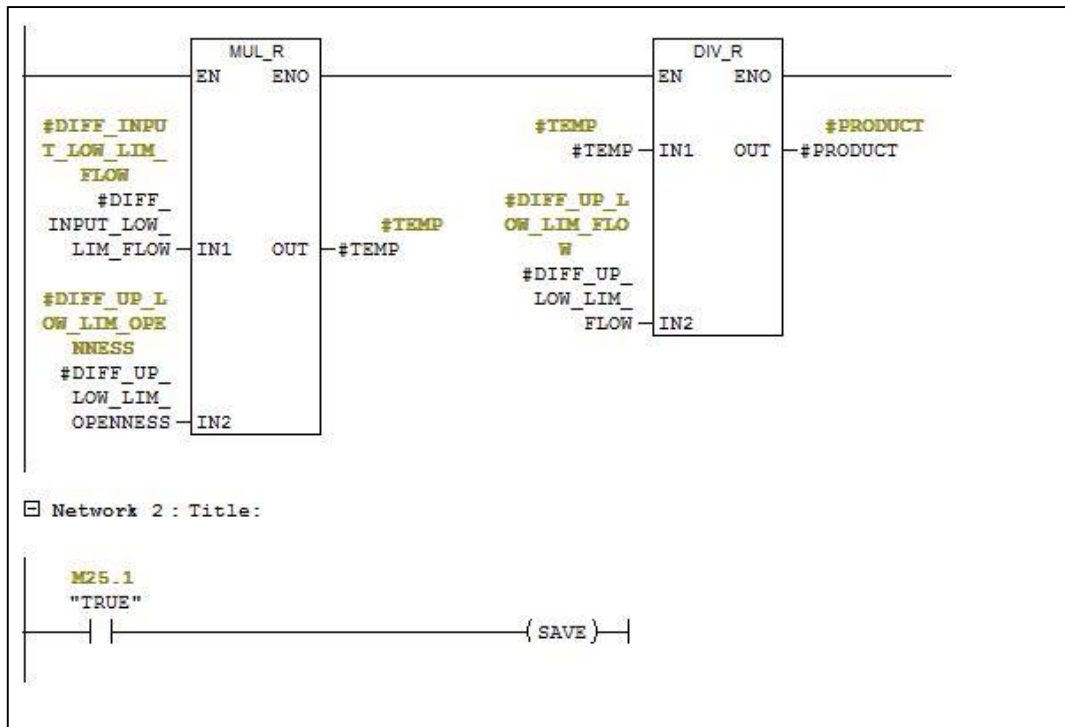 MUL_R
EN ENO
#DIFF_INPU
T_LOW_LIM_
FLOW
#DIFF_
INPUT_LOW_
LIM_FLOW
IN1
OUT
#TEMP
#TEMP
#DIFF_UP_L
OW_LIM_OPE
NNESS
#DIFF_UP_
LOW_LIM_
OPENNESS
IN2
DIV_R
EN ENO
#TEMP
#TEMP
IN1
OUT
#PRODUCT
#PRODUCT
#DIFF_UP_L
OW_LIM_FLO
W
#DIFF_UP_
LOW_LIM_
FLOW
IN2
Network 2 : Title:
M25.1
"TRUE"
SAVE